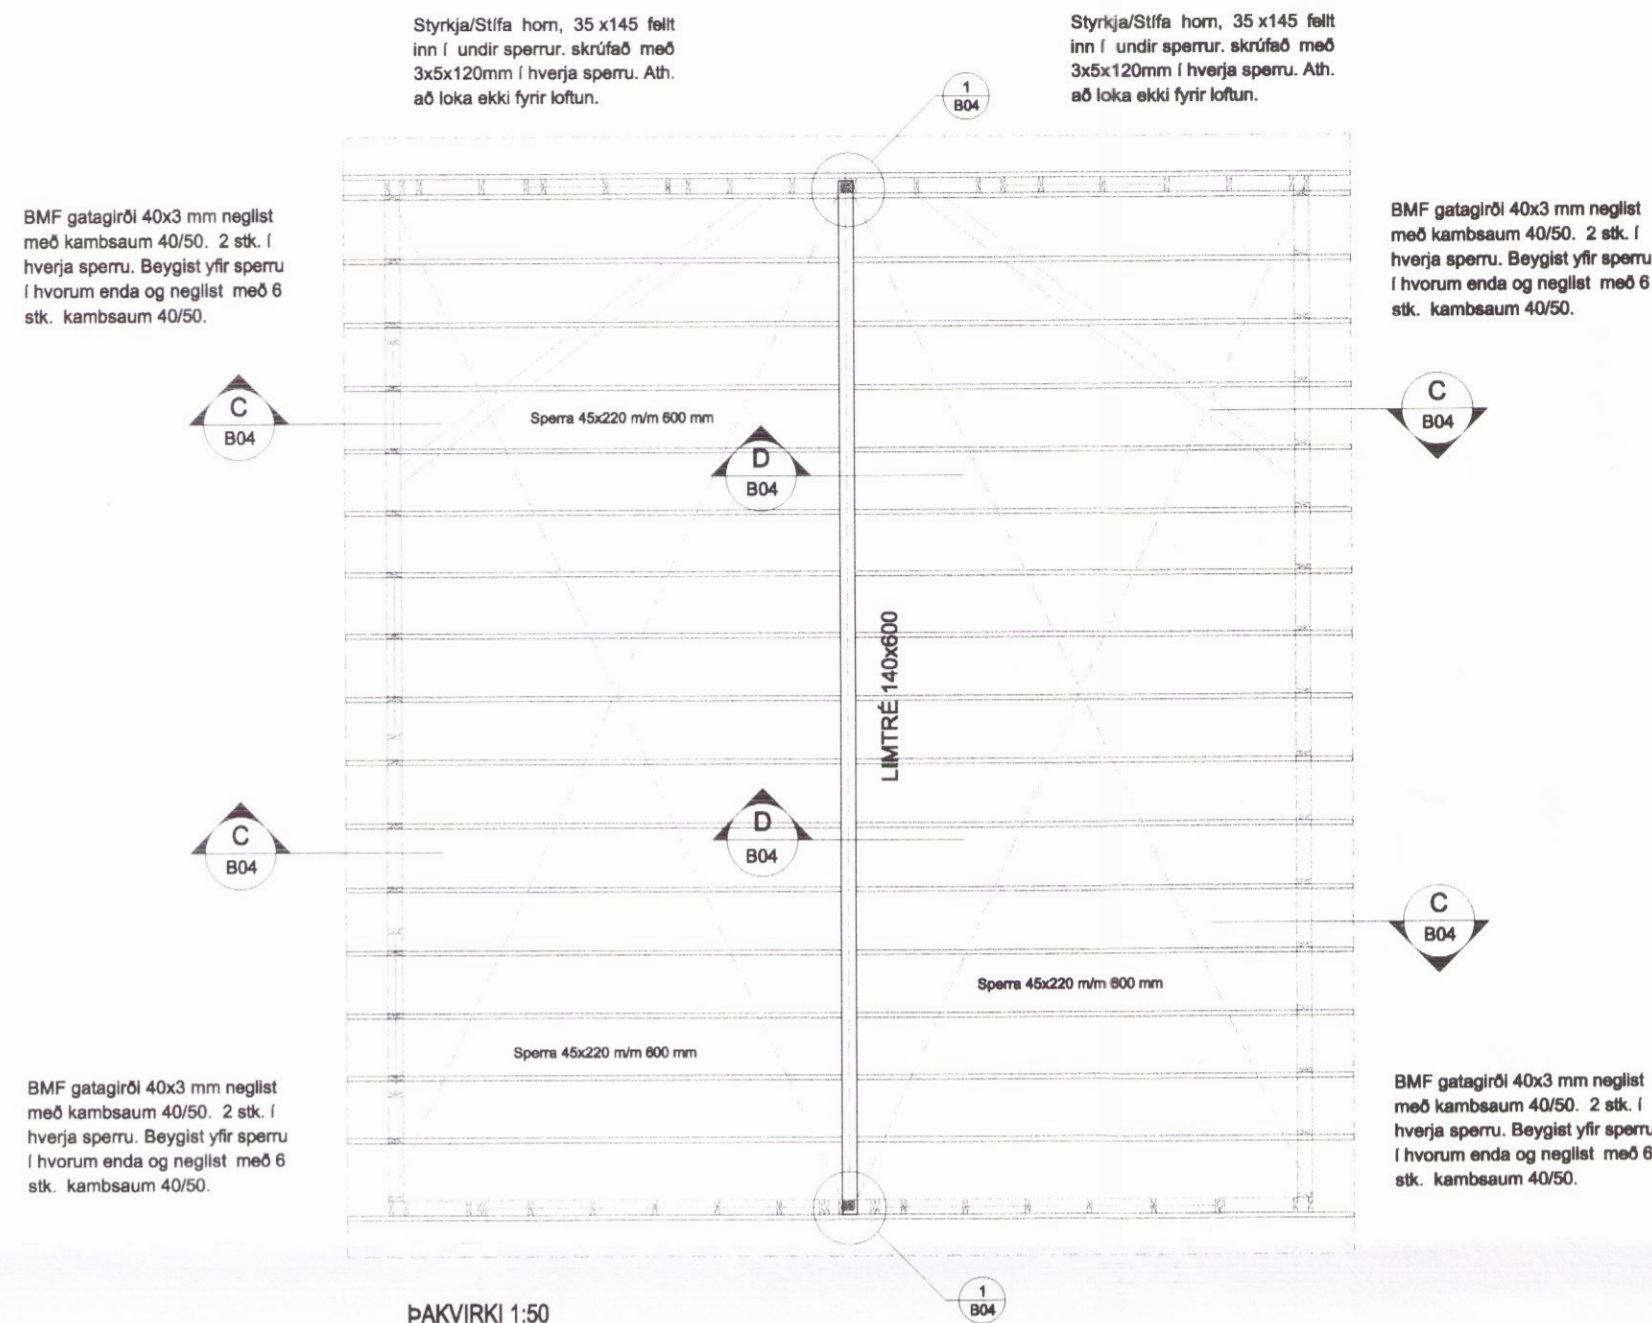 Styrkja/Stífa horn, 35 x145 fellt
inn í undir sperrur. skrúfað með
3x5x120mm í hverja sperru. Ath.
að loka ekki fyrir loftun.
Styrkja/Stífa horn, 35 x145 fellt
inn í undir sperrur. skrúfað með
3x5x120mm í hverja sperru. Ath.
að loka ekki fyrir loftun.
1
B04
BMF gatagirði 40x3 mm neglist
með kambsaum 40/50. 2 stk. í
hverja sperru. Beygist yfir sperru
í hvorum enda og neglist með 6
stk. kambsaum 40/50.
BMF gatagirði 40x3 mm neglist
með kambsaum 40/50. 2 stk. í
hverja sperru. Beygist yfir sperru
í hvorum enda og neglist með 6
stk. kambsaum 40/50.
C
B04
Sperra 45x220 m/m 600 mm
D
B04
C
B04
LIMTRÉ 140x600
C
B04
D
B04
C
B04
Sperra 45x220 m/m 600 mm
Sperra 45x220 m/m 600 mm
BMF gatagirði 40x3 mm neglist
með kambsaum 40/50. 2 stk. í
hverja sperru. Beygist yfir sperru
í hvorum enda og neglist með 6
stk. kambsaum 40/50.
BMF gatagirði 40x3 mm neglist
með kambsaum 40/50. 2 stk. í
hverja sperru. Beygist yfir sperru
í hvorum enda og neglist með 6
stk. kambsaum 40/50.
1
B04
ÞAKVIRKI 1:50